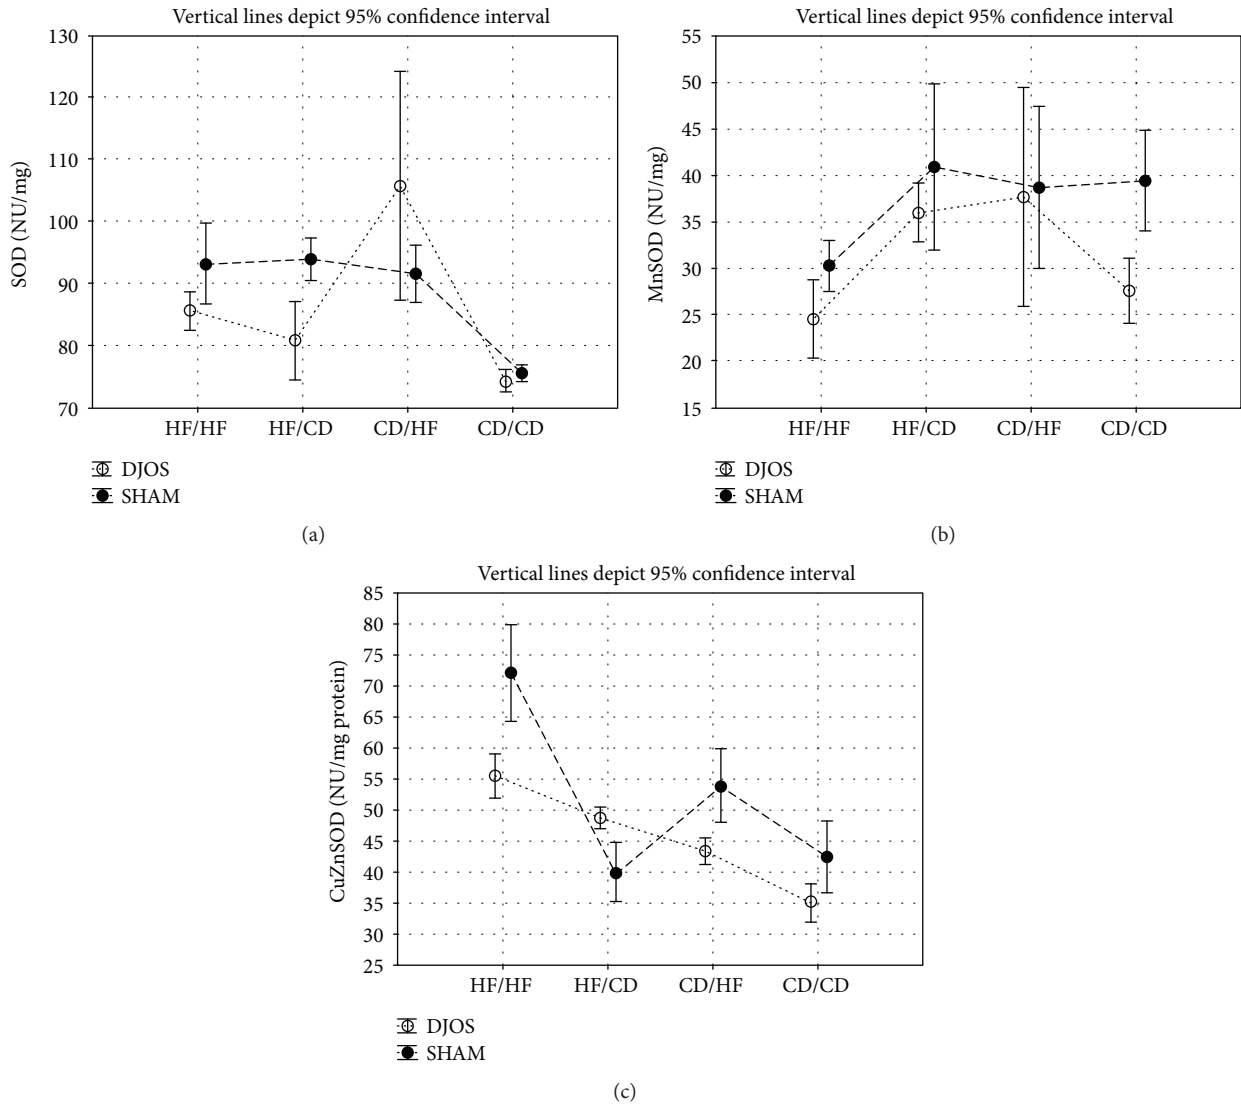 Vertical lines depict 95% confidence interval
130
120
110
100
90
80
70
SOD (NU/mg)
HF/HF HF/CD CD/HF CD/CD
DJOS
SHAM
(a)
Vertical lines depict 95% confidence interval
55
50
45
40
35
30
25
20
15
MnSOD (NU/mg)
HF/HF HF/CD CD/HF CD/CD
DJOS
SHAM
(b)
Vertical lines depict 95% confidence interval
85
80
75
70
65
60
55
50
45
40
35
30
25
CuZnSOD (NU/mg protein)
HF/HF HF/CD CD/HF CD/CD
DJOS
SHAM
(c)